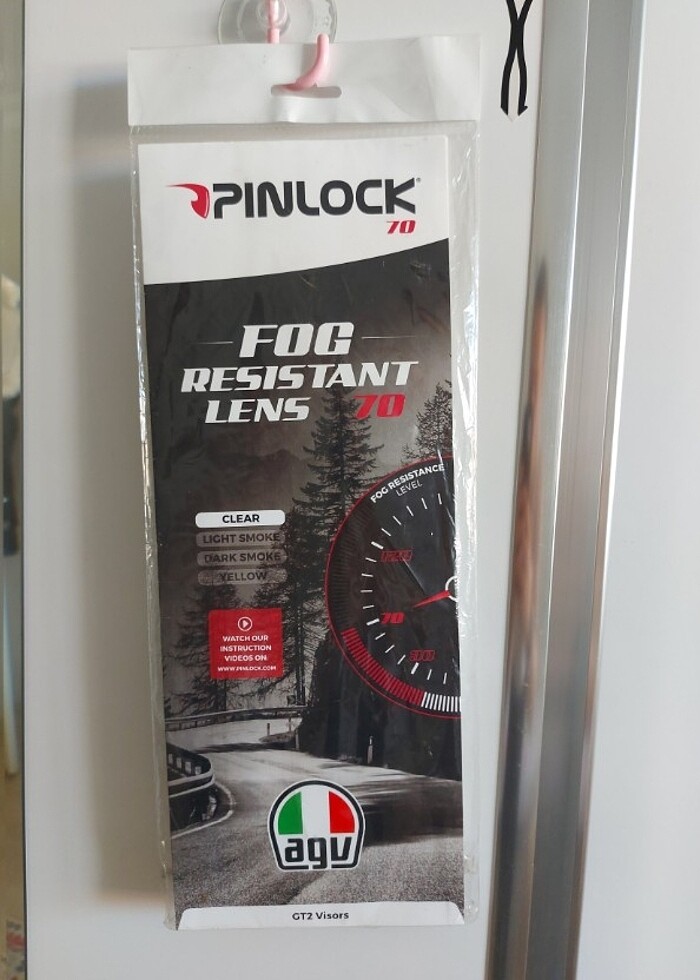 PINLOCK®
70
FOG
RESISTANT
LENS 70
FOG RESISTANCE
LEVEL
CLEAR
LIGHT SMOKE
DARK SMOKE
YELLOW
70
WATCH OUR
INSTRUCTION
VIDEOS ON
WWW.PINLOCK.COM
agv
GT2 Visors